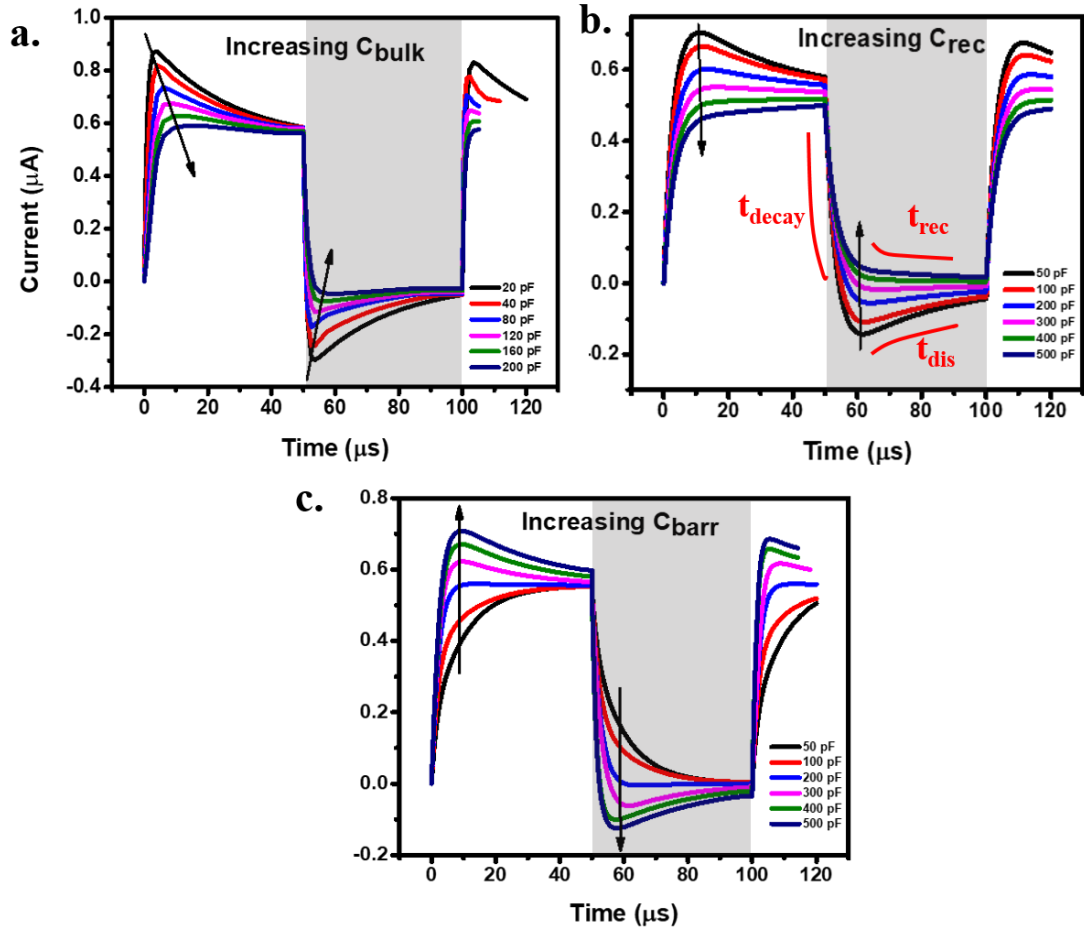 a.
Increasing C_bulk
Current (μA)
1.0
0.8
0.6
0.4
0.2
0.0
-0.2
-0.4
0 20 40 60 80 100 120
Time (μs)
20 pF
40 pF
80 pF
120 pF
160 pF
200 pF
b.
Increasing C_rec
0.6
0.4
0.2
0.0
-0.2
t_decay
t_rec
t_dis
50 pF
100 pF
200 pF
300 pF
400 pF
500 pF
0 20 40 60 80 100 120
Time (μs)
c.
Increasing C_barr
Current (μA)
0.8
0.6
0.4
0.2
0.0
-0.2
50 pF
100 pF
200 pF
300 pF
400 pF
500 pF
0 20 40 60 80 100 120
Time (μs)